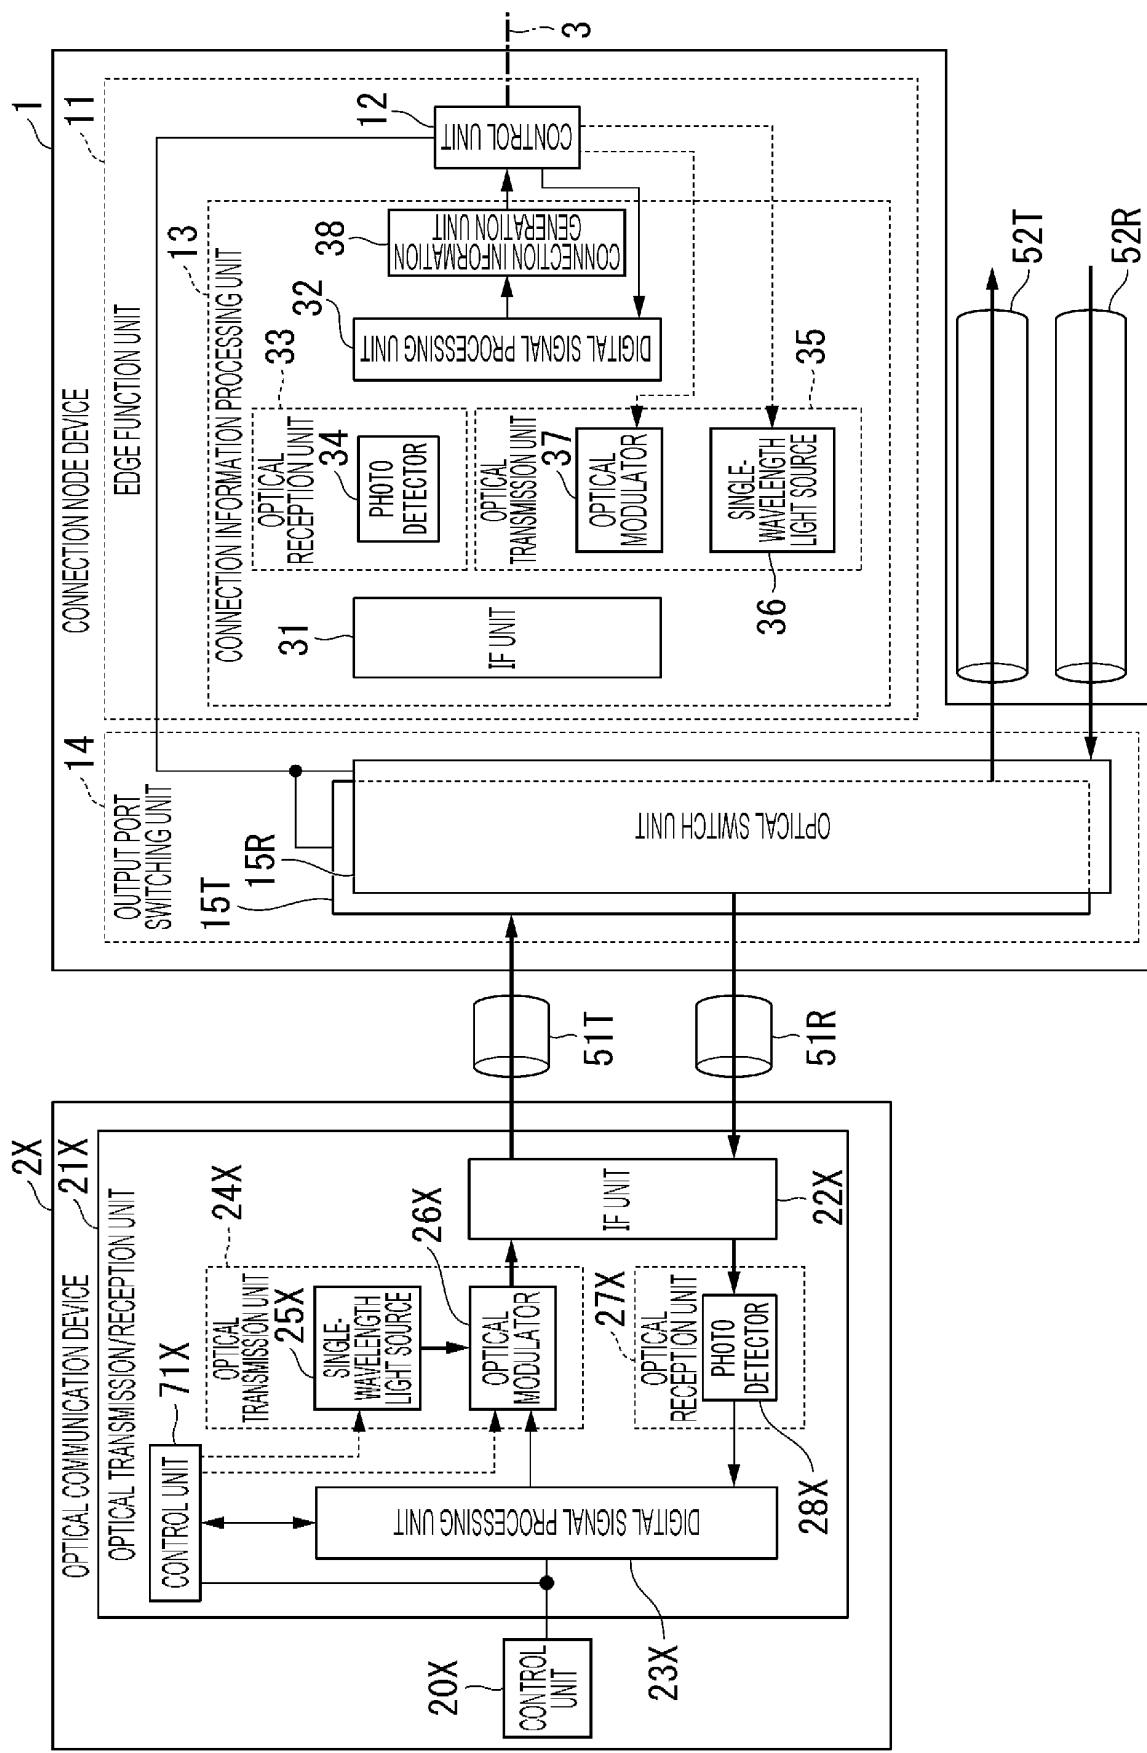 2X
OPTICAL COMMUNICATION DEVICE
21X
OPTICAL TRANSMISSION/RECEPTION UNIT
71X
CONTROL UNIT
24X
OPTICAL
TRANSMISSION UNIT
25X
SINGLE-
WAVELENGTH
LIGHT SOURCE
26X
OPTICAL
MODULATOR
20X
CONTROL
UNIT
DIGITAL SIGNAL PROCESSING UNIT
23X
27X
OPTICAL
RECEPTION UNIT
PHOTO
DETECTOR
28X
IF UNIT
22X
51T
51R
1
CONNECTION NODE DEVICE
14
OUTPUT PORT
SWITCHING UNIT
15T
15R
OPTICAL SWITCH UNIT
11
EDGE FUNCTION UNIT
13
CONNECTION INFORMATION PROCESSING UNIT
31
IF UNIT
33
OPTICAL
RECEPTION UNIT
34
PHOTO
DETECTOR
OPTICAL
TRANSMISSION UNIT
37
OPTICAL
MODULATOR
SINGLE-
WAVELENGTH
LIGHT SOURCE
36
35
32
DIGITAL SIGNAL PROCESSING UNIT
38
CONNECTION INFORMATION
GENERATION UNIT
12
CONTROL UNIT
3
52T
52R